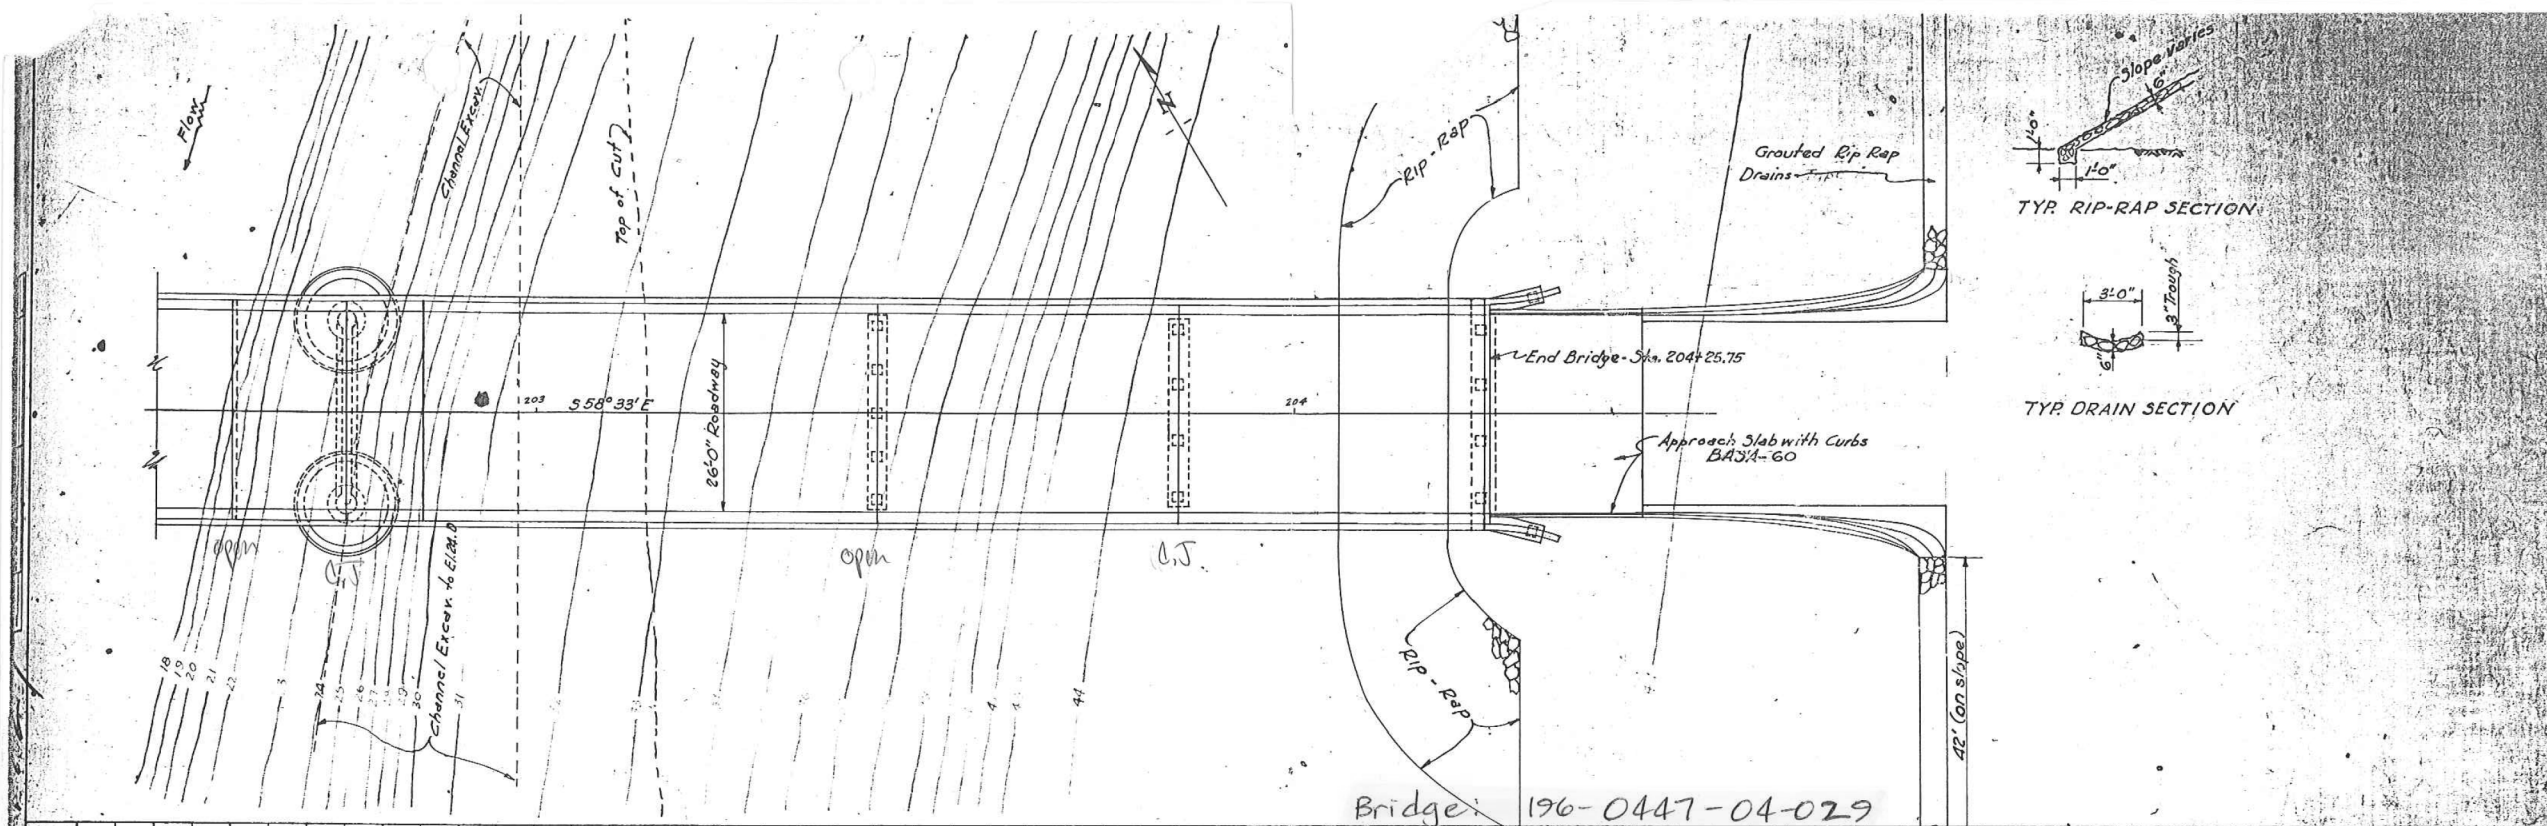 Flow
Channel Excav.
Top of Cut
N
Rip-Rap
Grouted Rip Rap
Drains
Slope Varies
6"
1'-0"
1'-0"
TYP. RIP-RAP SECTION
3'-0"
3" Trough
6"
TYP. DRAIN SECTION
End Bridge-Sta. 204+25.75
203
S 58° 33' E
204
26'-0" Roadway
Approach Slab with Curbs
BAS'A-60
open
C.J.
open
C.J.
Channel Excav. to El.24.0
18
19
20
21
22
24
25
26
27
29
30
31
44
Rip-Rap
42' (on slope)
Bridge: 196-0447-04-029